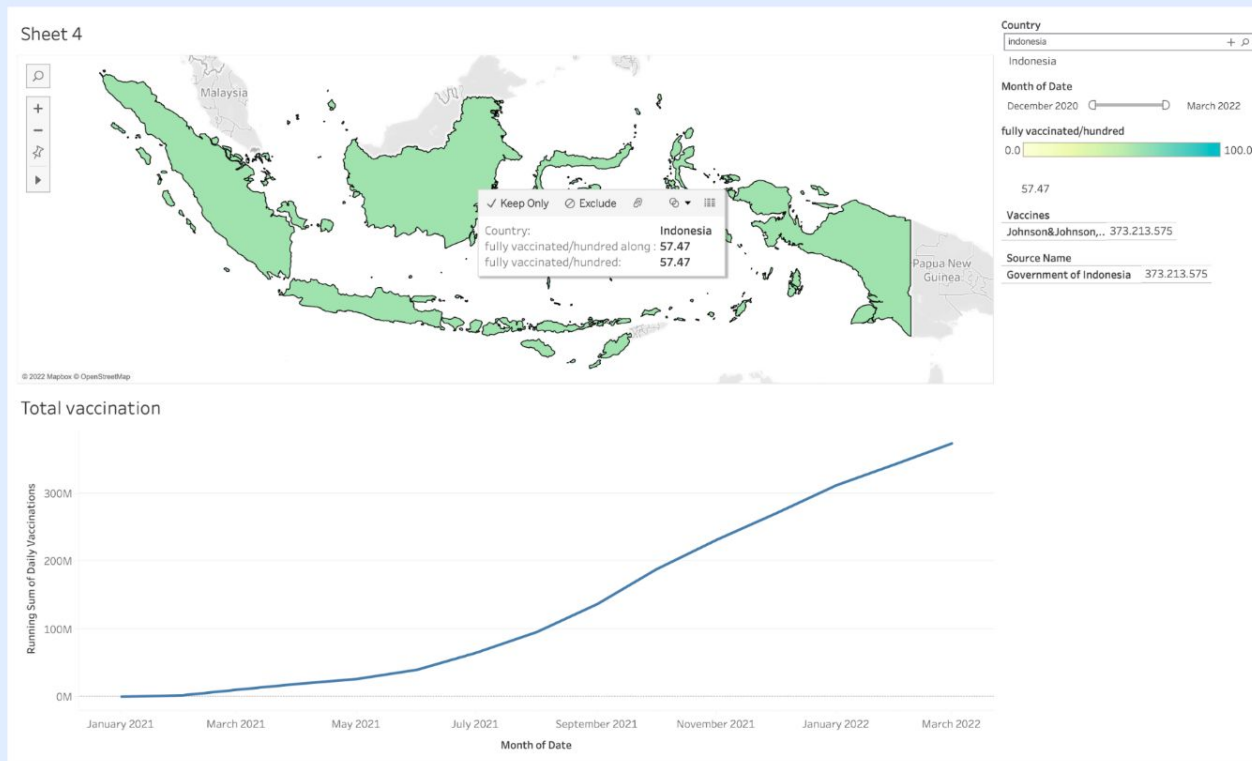 Sheet 4
Malaysia
Papua New
Guinea
Keep Only Exclude
Country: Indonesia
fully vaccinated/hundred along : 57.47
fully vaccinated/hundred: 57.47
© 2022 Mapbox © OpenStreetMap
Country
indonesia
Indonesia
Month of Date
December 2020 March 2022
fully vaccinated/hundred
0.0 100.0
57.47
Vaccines
Johnson&Johnson,.. 373.213.575
Source Name
Government of Indonesia 373.213.575
Total vaccination
Running Sum of Daily Vaccinations
300M
200M
100M
0M
January 2021 March 2021 May 2021 July 2021 September 2021 November 2021 January 2022 March 2022
Month of Date